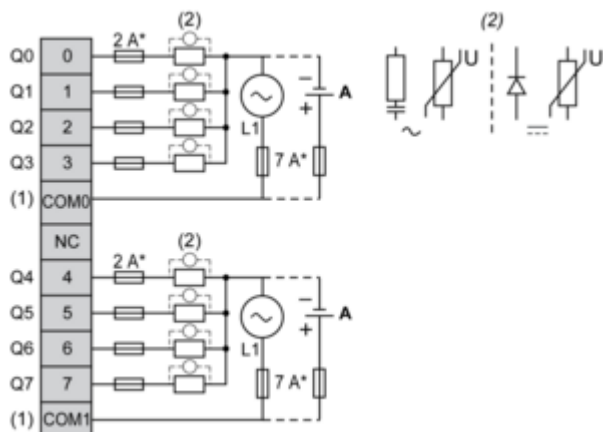 (2)
Q0 0 2 A*
Q1 1
Q2 2
Q3 3
(1) COM0
L1 7 A*
− + A
NC
(2)
Q4 4 2 A*
Q5 5
Q6 6
Q7 7
(1) COM1
L1 7 A*
− + A
(2)
U U